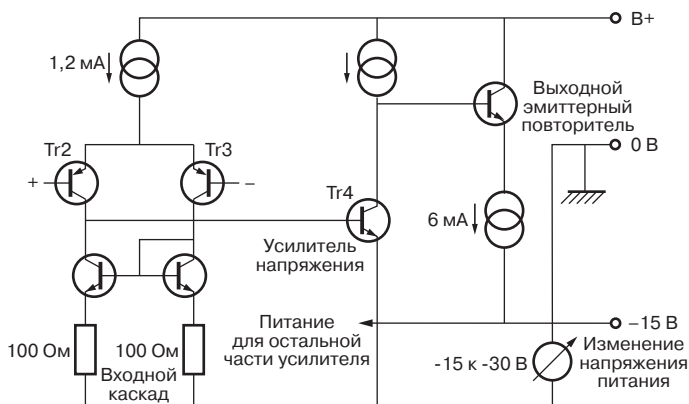 B+
1,2 мА
Выходной
эмиттерный
повторитель
0 В
Tr2
Tr3
+
–
Tr4
6 мА
Усилитель
напряжения
Питание
для остальной
части усилителя
–15 В
100 Ом
100 Ом
Входной
каскад
-15 к -30 В
Изменение
напряжения
питания